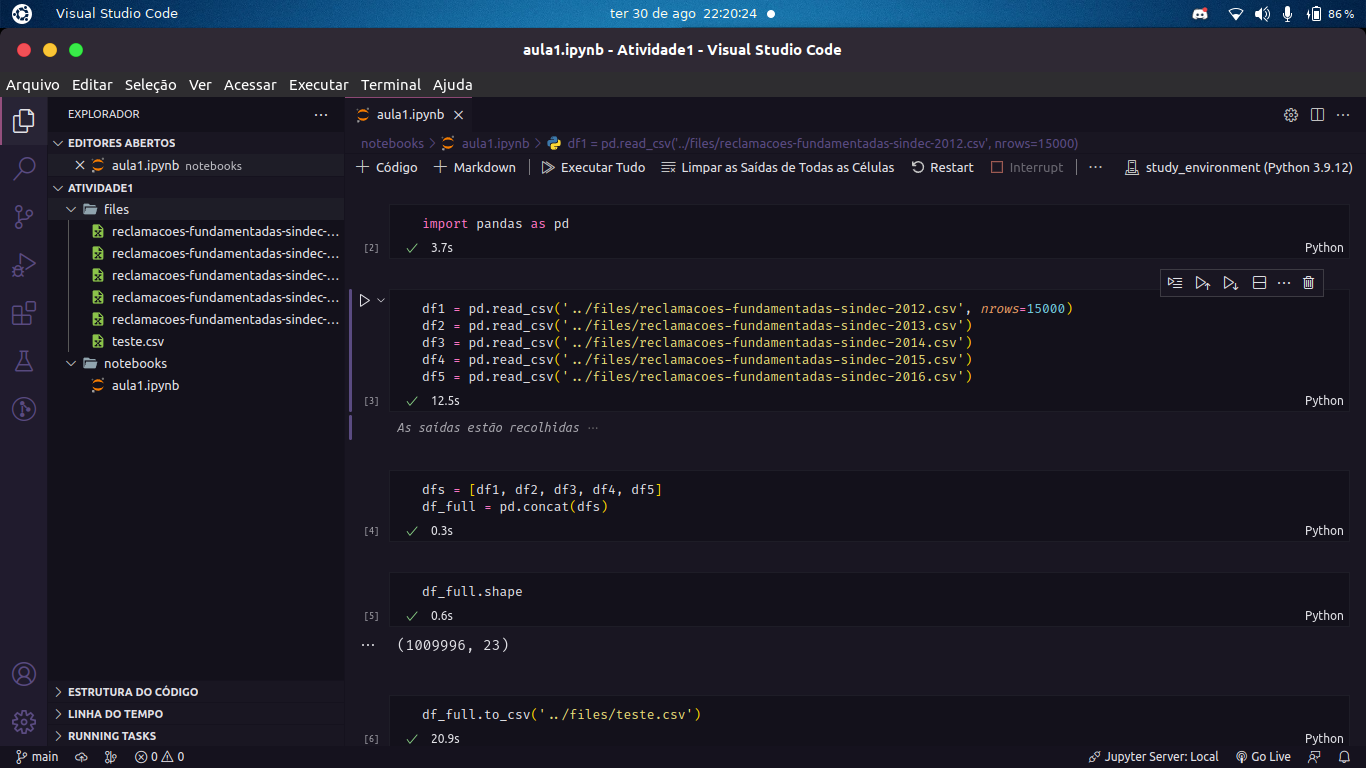 Visual Studio Code
ter 30 de ago 22:20:24
86 %
aula1.ipynb - Atividade1 - Visual Studio Code
Arquivo Editar Seleção Ver Acessar Executar Terminal Ajuda
EXPLORADOR
EDITORES ABERTOS
aula1.ipynb notebooks
ATIVIDADE1
files
reclamacoes-fundamentadas-sindec-...
reclamacoes-fundamentadas-sindec-...
reclamacoes-fundamentadas-sindec-...
reclamacoes-fundamentadas-sindec-...
reclamacoes-fundamentadas-sindec-...
teste.csv
notebooks
aula1.ipynb
ESTRUTURA DO CÓDIGO
LINHA DO TEMPO
RUNNING TASKS
aula1.ipynb
notebooks > aula1.ipynb > df1 = pd.read_csv('../files/reclamacoes-fundamentadas-sindec-2012.csv', nrows=15000)
+ Código + Markdown Executar Tudo Limpar as Saídas de Todas as Células Restart Interrupt ... study_environment (Python 3.9.12)
import pandas as pd
[2] 3.7s Python
df1 = pd.read_csv('../files/reclamacoes-fundamentadas-sindec-2012.csv', nrows=15000)
df2 = pd.read_csv('../files/reclamacoes-fundamentadas-sindec-2013.csv')
df3 = pd.read_csv('../files/reclamacoes-fundamentadas-sindec-2014.csv')
df4 = pd.read_csv('../files/reclamacoes-fundamentadas-sindec-2015.csv')
df5 = pd.read_csv('../files/reclamacoes-fundamentadas-sindec-2016.csv')
[3] 12.5s Python
As saídas estão recolhidas ...
dfs = [df1, df2, df3, df4, df5]
df_full = pd.concat(dfs)
[4] 0.3s Python
df_full.shape
[5] 0.6s Python
... (1009996, 23)
df_full.to_csv('../files/teste.csv')
[6] 20.9s Python
main 0 0 Jupyter Server: Local Go Live